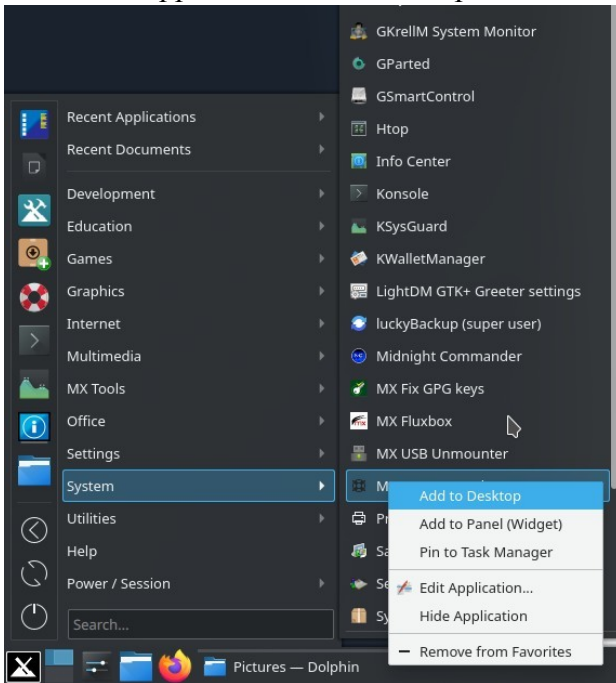 GKrellM System Monitor
GParted
GSmartControl
Htop
Info Center
Konsole
KSysGuard
KWalletManager
LightDM GTK+ Greeter settings
luckyBackup (super user)
Midnight Commander
MX Fix GPG keys
MX Fluxbox
MX USB Unmounter
Recent Applications
Recent Documents
Development
Education
Games
Graphics
Internet
Multimedia
MX Tools
Office
Settings
System
Utilities
Help
Power / Session
Search...
Add to Desktop
Add to Panel (Widget)
Pin to Task Manager
Edit Application...
Hide Application
Remove from Favorites
Pictures — Dolphin